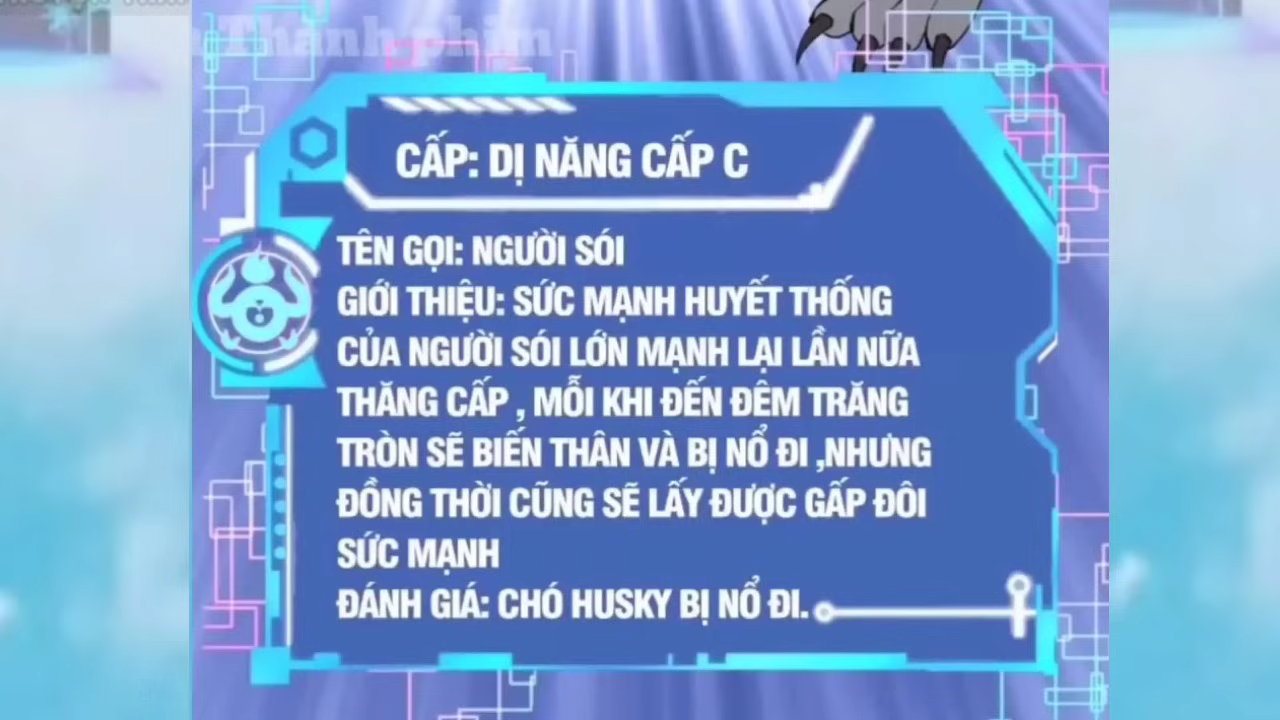 Thành phim
CẤP: DỊ NĂNG CẤP C
TÊN GỌI: NGƯỜI SÓI
GIỚI THIỆU: SỨC MẠNH HUYẾT THỐNG
CỦA NGƯỜI SÓI LỚN MẠNH LẠI LẦN NỮA
THĂNG CẤP , MỖI KHI ĐẾN ĐÊM TRĂNG
TRÒN SẼ BIẾN THÂN VÀ BỊ NỔ ĐI ,NHƯNG
ĐỒNG THỜI CŨNG SẼ LẤY ĐƯỢC GẤP ĐÔI
SỨC MẠNH
ĐÁNH GIÁ: CHÓ HUSKY BỊ NỔ ĐI.